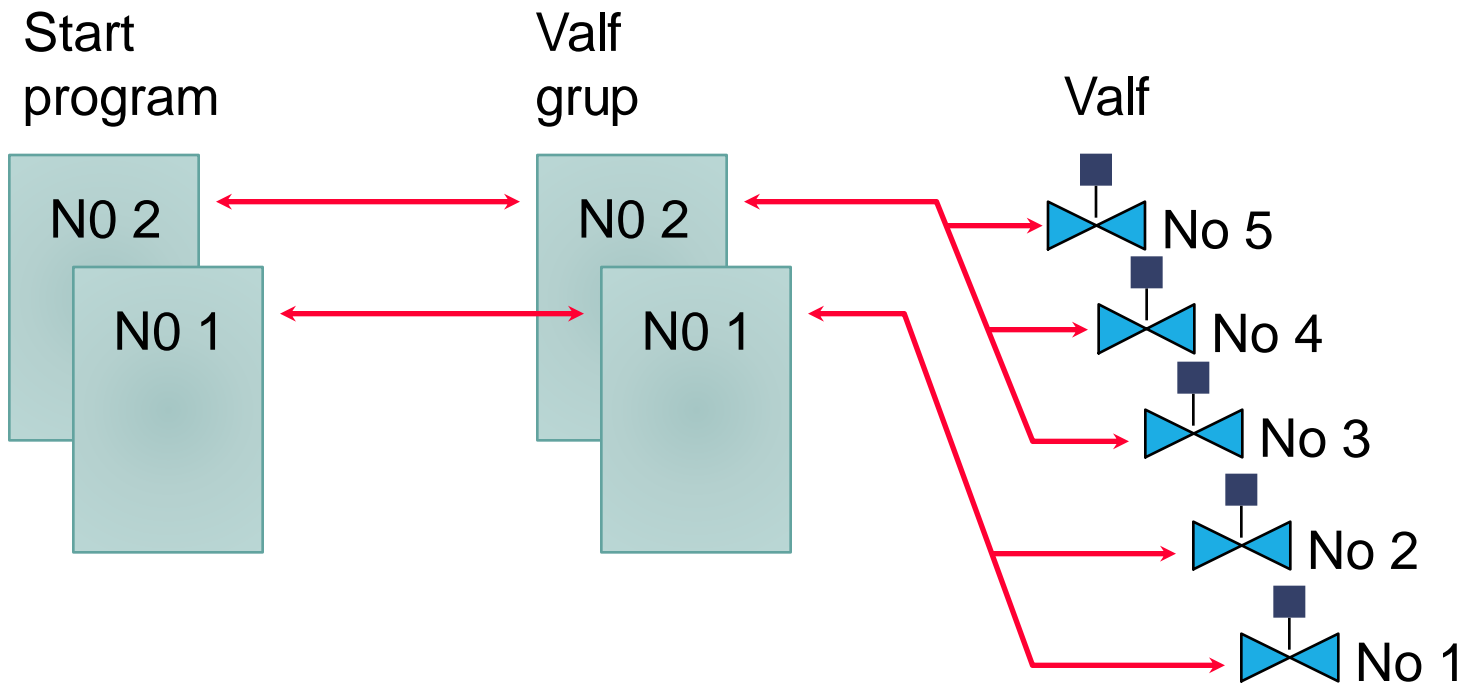 Start
program
Valf
grup
Valf
N0 2
N0 1
N0 2
N0 1
No 5
No 4
No 3
No 2
No 1